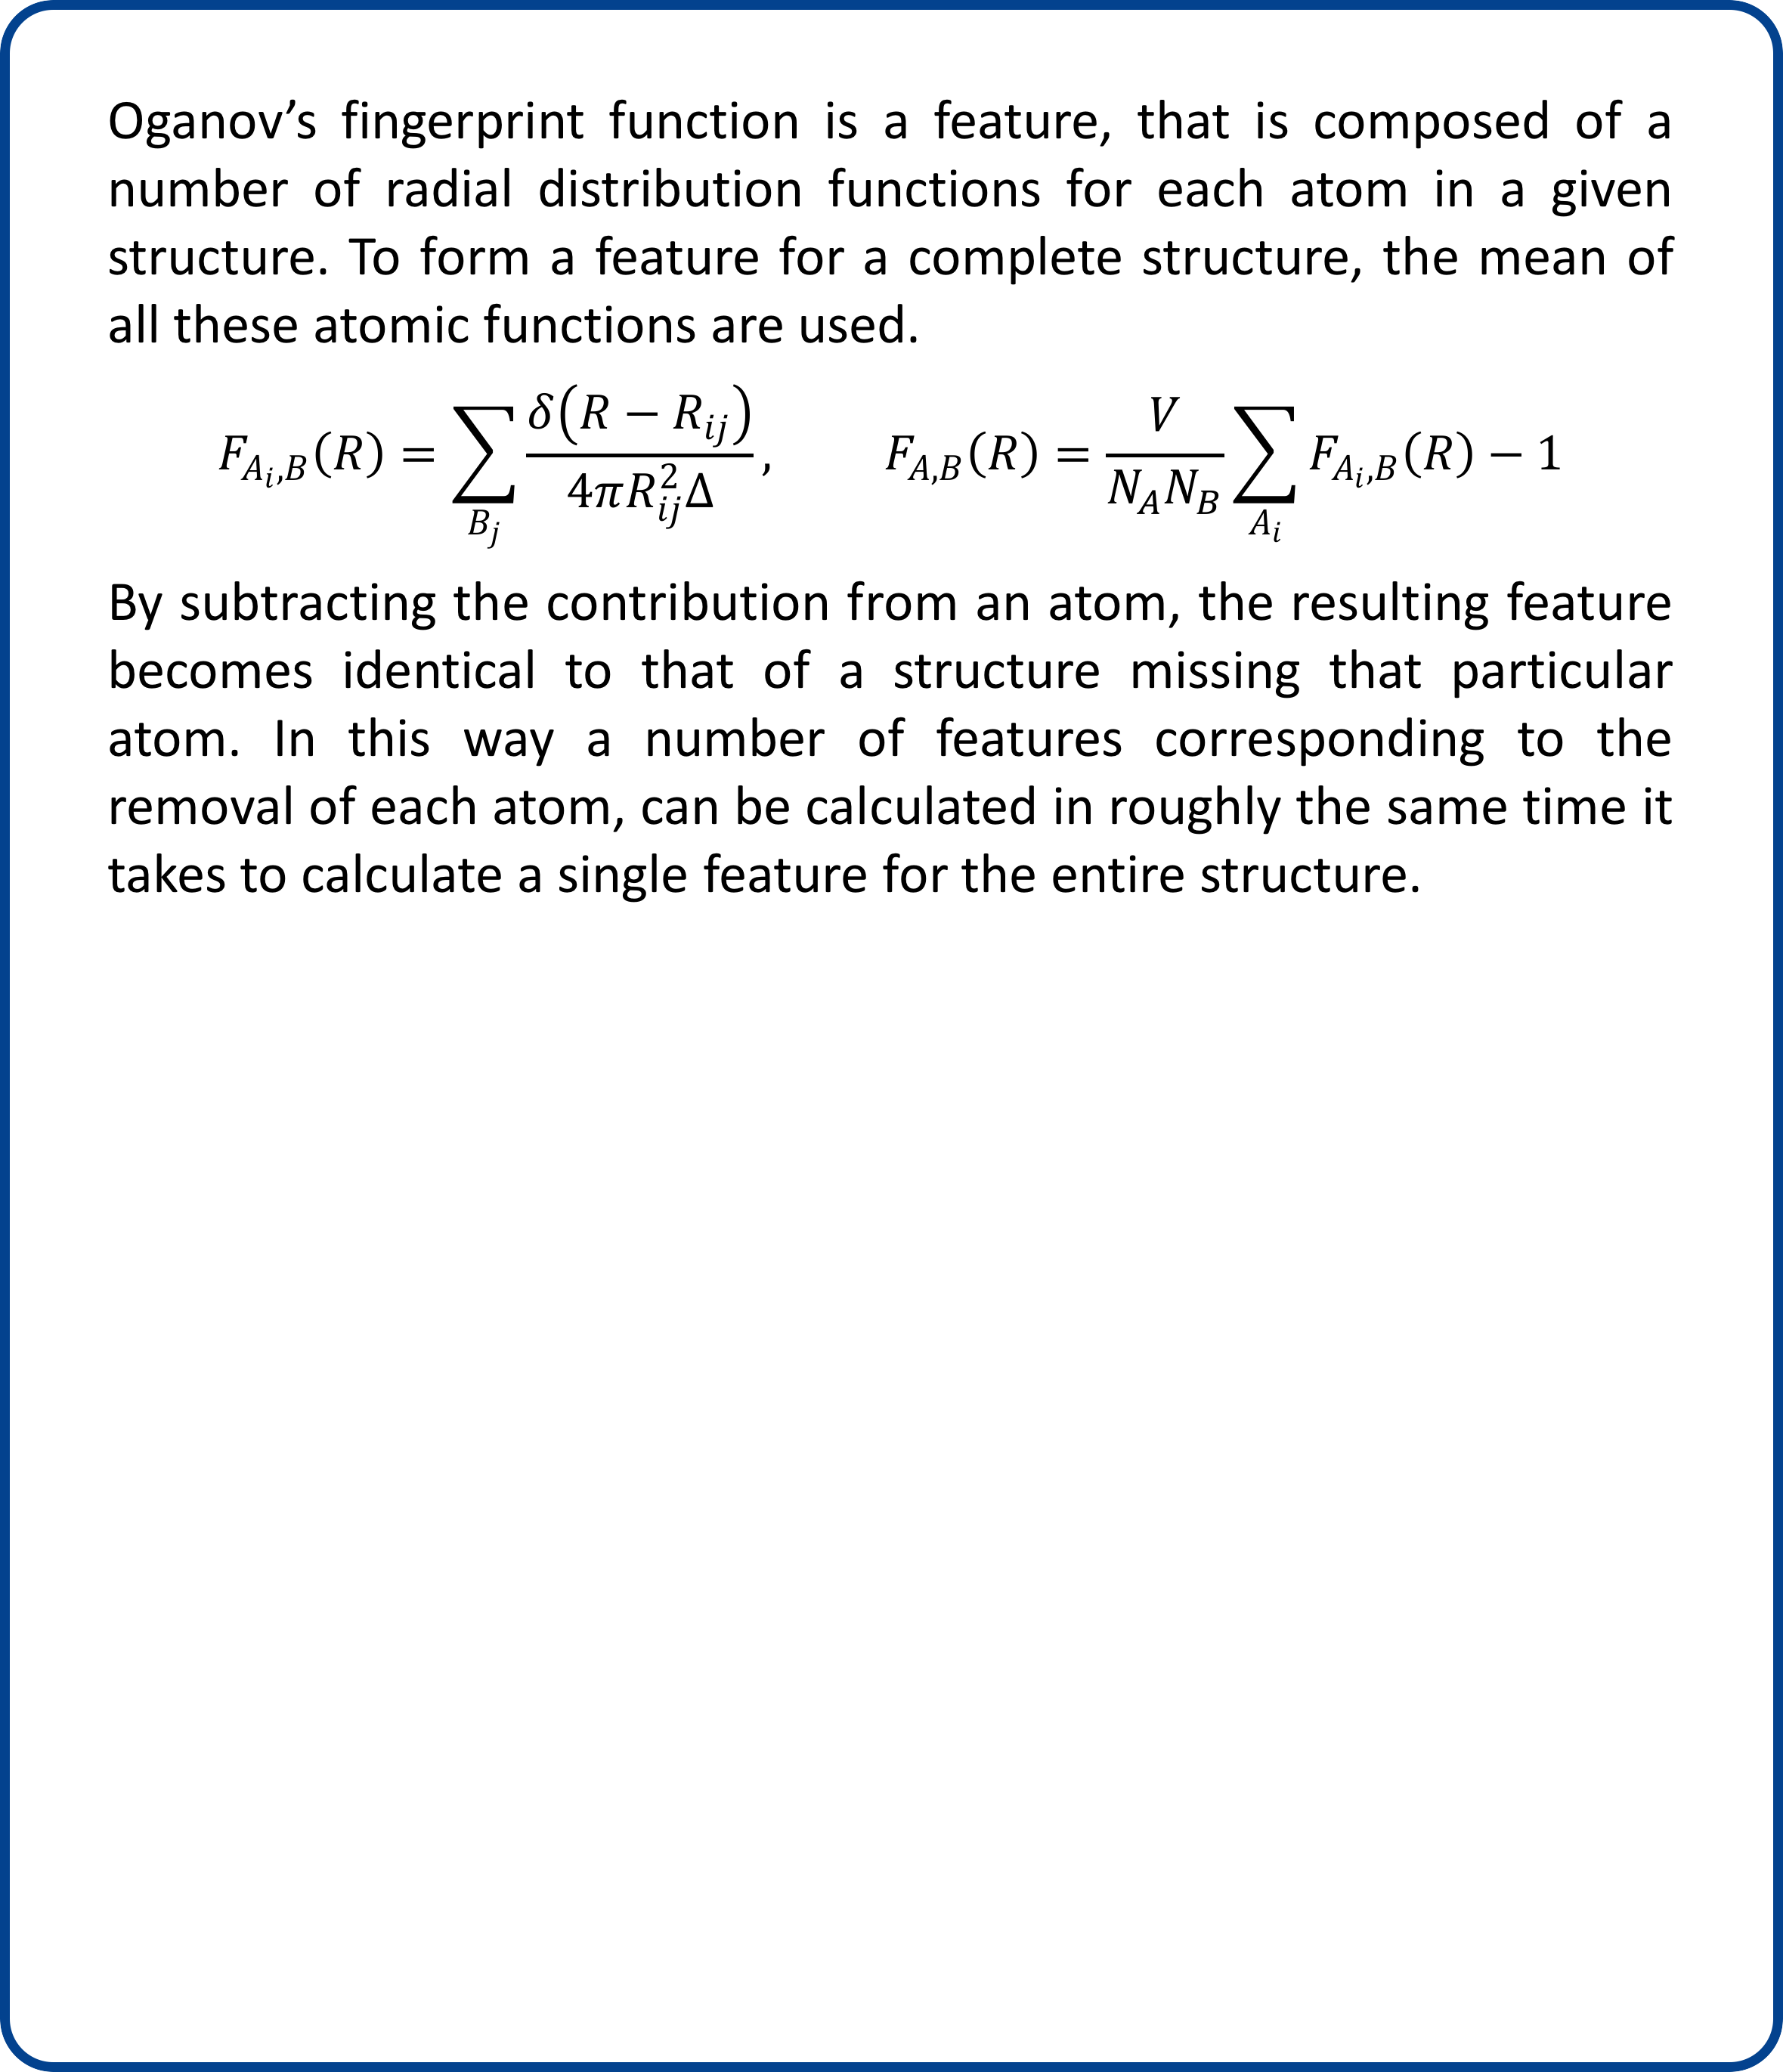 Oganov’s fingerprint function is a feature, that is composed of a
number of radial distribution functions for each atom in a given
structure. To form a feature for a complete structure, the mean of
all these atomic functions are used.
$F_{A_i,B}(R) = \sum_{B_j} \frac{\delta(R - R_{ij})}{4\pi R_{ij}^2 \Delta}, \quad F_{A,B}(R) = \frac{V}{N_A N_B} \sum_{A_i} F_{A_i,B}(R) - 1$
By subtracting the contribution from an atom, the resulting feature
becomes identical to that of a structure missing that particular
atom. In this way a number of features corresponding to the
removal of each atom, can be calculated in roughly the same time it
takes to calculate a single feature for the entire structure.